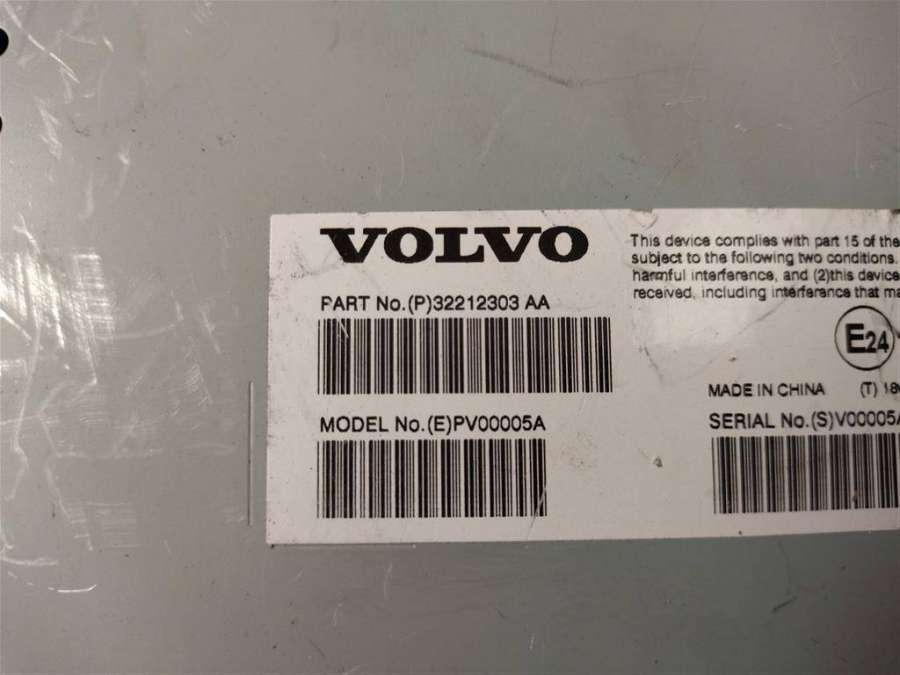 VOLVO
This device complies with part 15 of the
subject to the following two conditions.
harmful interference, and (2)this device
received, including interference that
PART No.(P)32212303 AA
E24
MADE IN CHINA (T)
MODEL No.(E)PV00005A
SERIAL No.(S)V00005